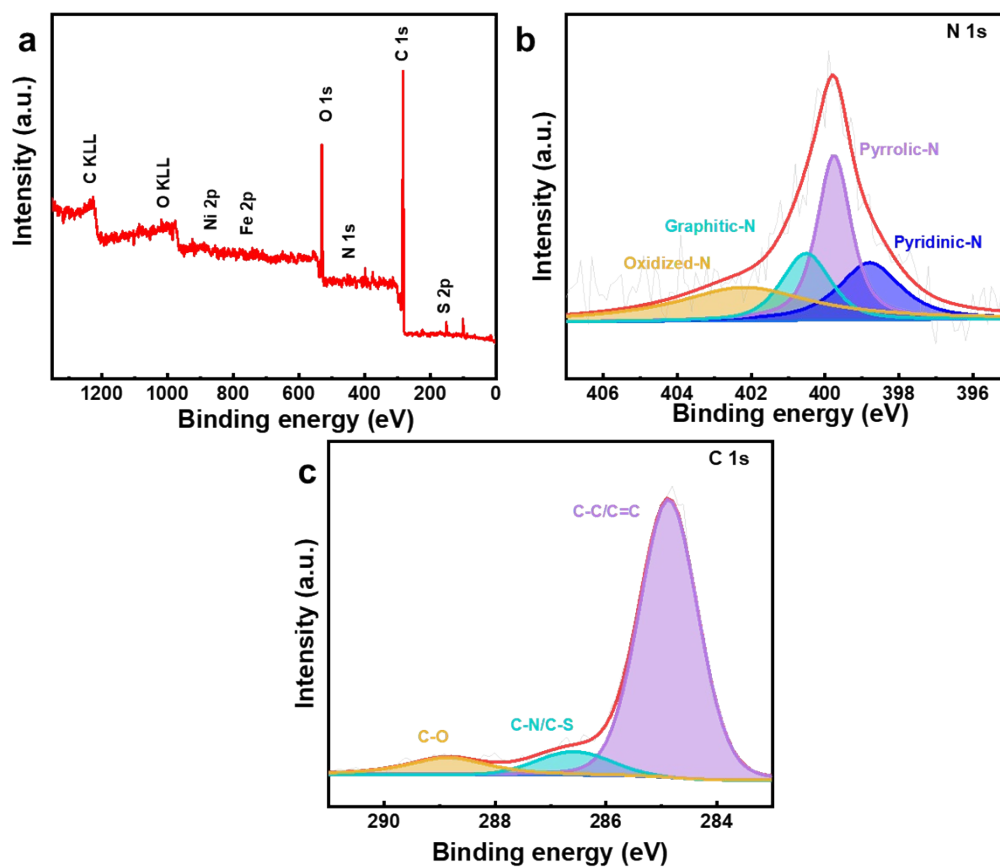 a
C KLL
O KLL
Ni 2p
Fe 2p
O 1s
N 1s
C 1s
S 2p
Intensity (a.u.)
1200 1000 800 600 400 200 0
Binding energy (eV)
b
N 1s
Pyrrolic-N
Graphitic-N
Pyridinic-N
Oxidized-N
Intensity (a.u.)
406 404 402 400 398 396
Binding energy (eV)
c
C 1s
C-C/C=C
C-N/C-S
C-O
Intensity (a.u.)
290 288 286 284
Binding energy (eV)